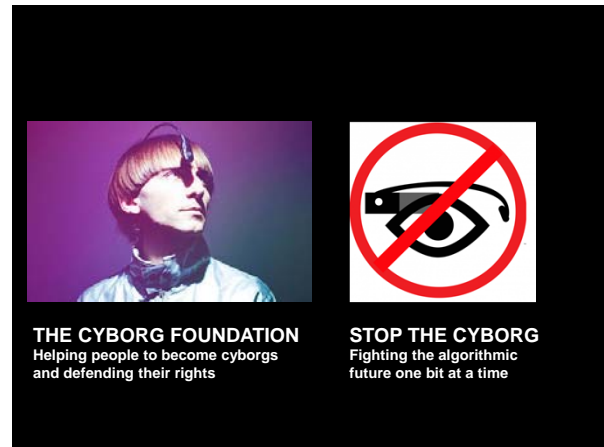 THE CYBORG FOUNDATION
Helping people to become cyborgs
and defending their rights
STOP THE CYBORG
Fighting the algorithmic
future one bit at a time